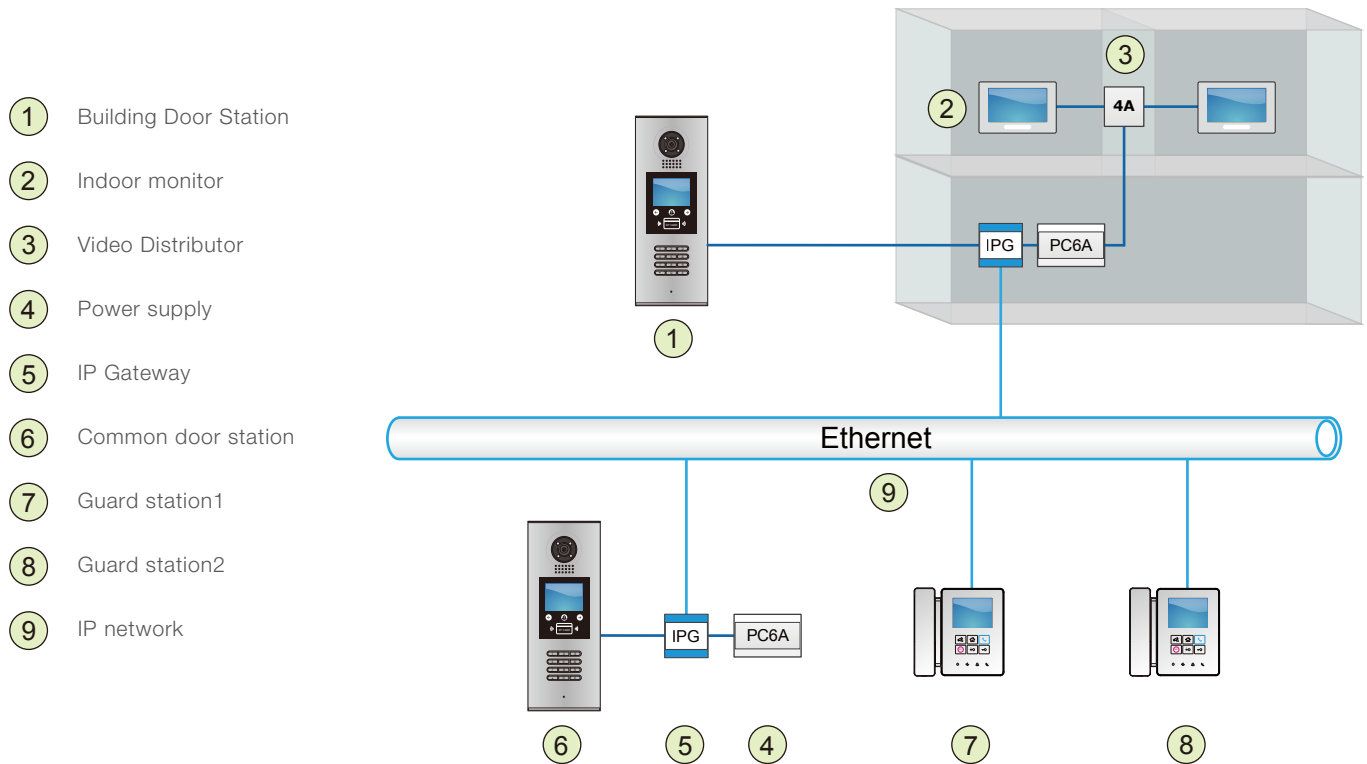 1 Building Door Station
2 Indoor monitor
3 Video Distributor
4 Power supply
5 IP Gateway
6 Common door station
7 Guard station1
8 Guard station2
9 IP network
3
2
4A
IPG
PC6A
1
Ethernet
9
IPG
PC6A
6
5
4
7
8